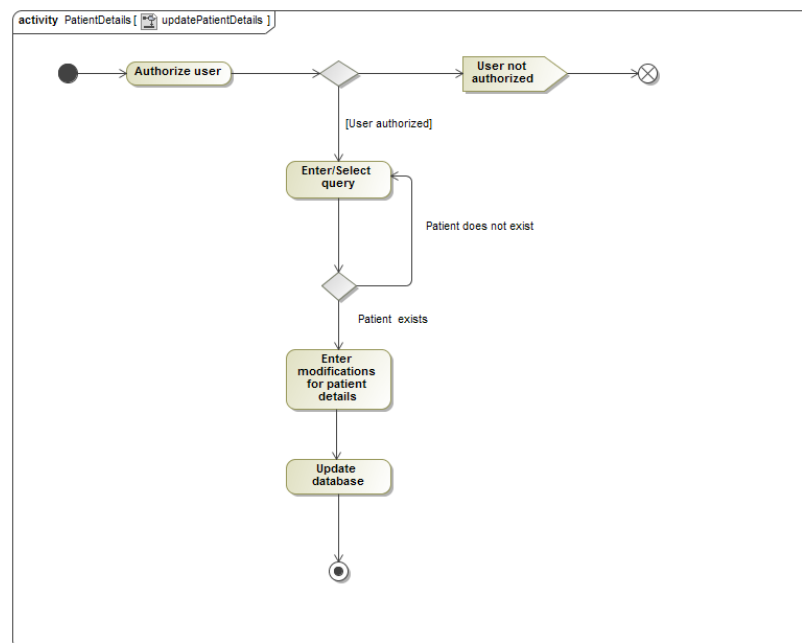 activity PatientDetails [ updatePatientDetails ]
Authorize user
User not
authorized
[User authorized]
Enter/Select
query
Patient does not exist
Patient exists
Enter
modifications
for patient
details
Update
database